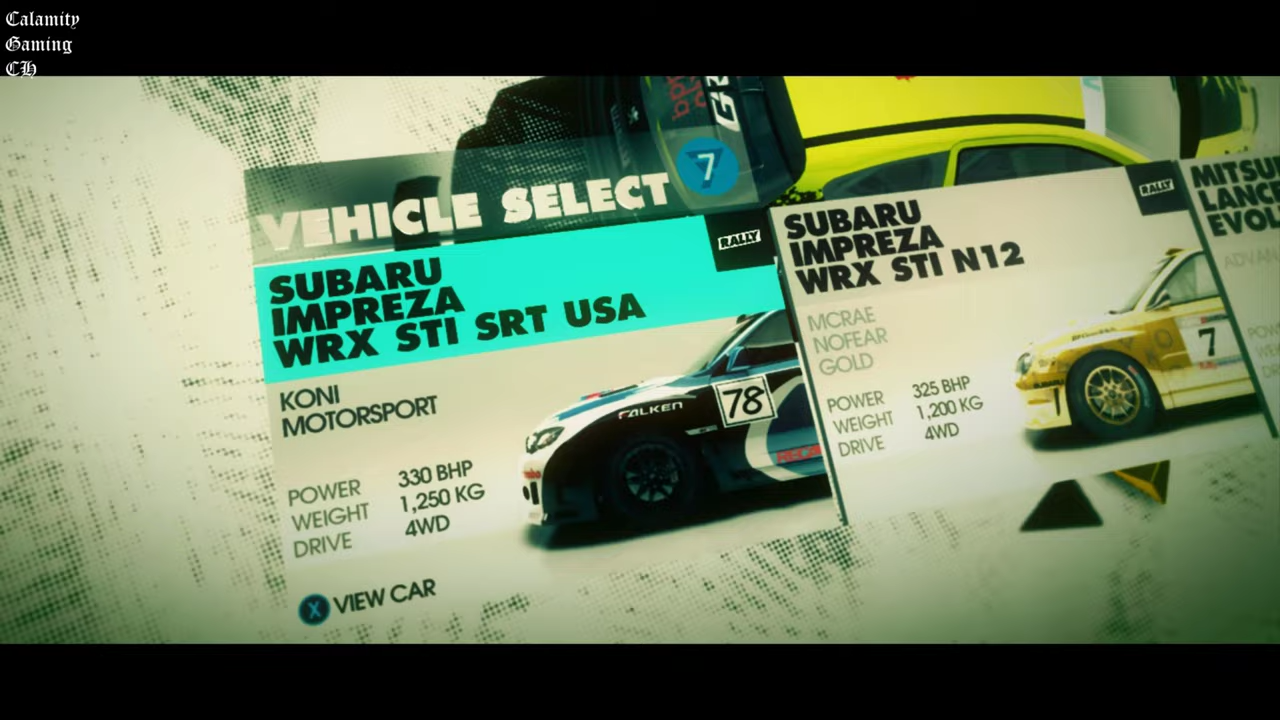 Calamity
Gaming
CH
VEHICLE SELECT
7
SUBARU
IMPREZA
WRX STI SRT USA
RALLY
KONI
MOTORSPORT
POWER 330 BHP
WEIGHT 1,250 KG
DRIVE 4WD
FALKEN
78
X VIEW CAR
SUBARU
IMPREZA
WRX STI N12
RALLY
MCRAE
NOFEAR
GOLD
POWER 325 BHP
WEIGHT 1,200 KG
DRIVE 4WD
7
MITSU
LANCE
EVOL
ADVAN